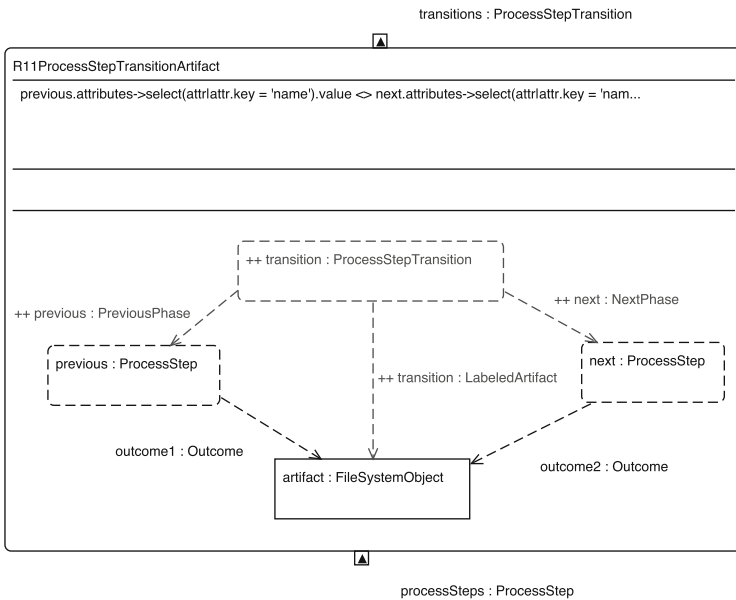 transitions : ProcessStepTransition
R11ProcessStepTransitionArtifact
previous.attributes->select(attr|attr.key = 'name').value <> next.attributes->select(attr|attr.key = 'nam...
++ transition : ProcessStepTransition
++ previous : PreviousPhase
++ next : NextPhase
previous : ProcessStep
next : ProcessStep
++ transition : LabeledArtifact
outcome1 : Outcome
outcome2 : Outcome
artifact : FileSystemObject
processSteps : ProcessStep